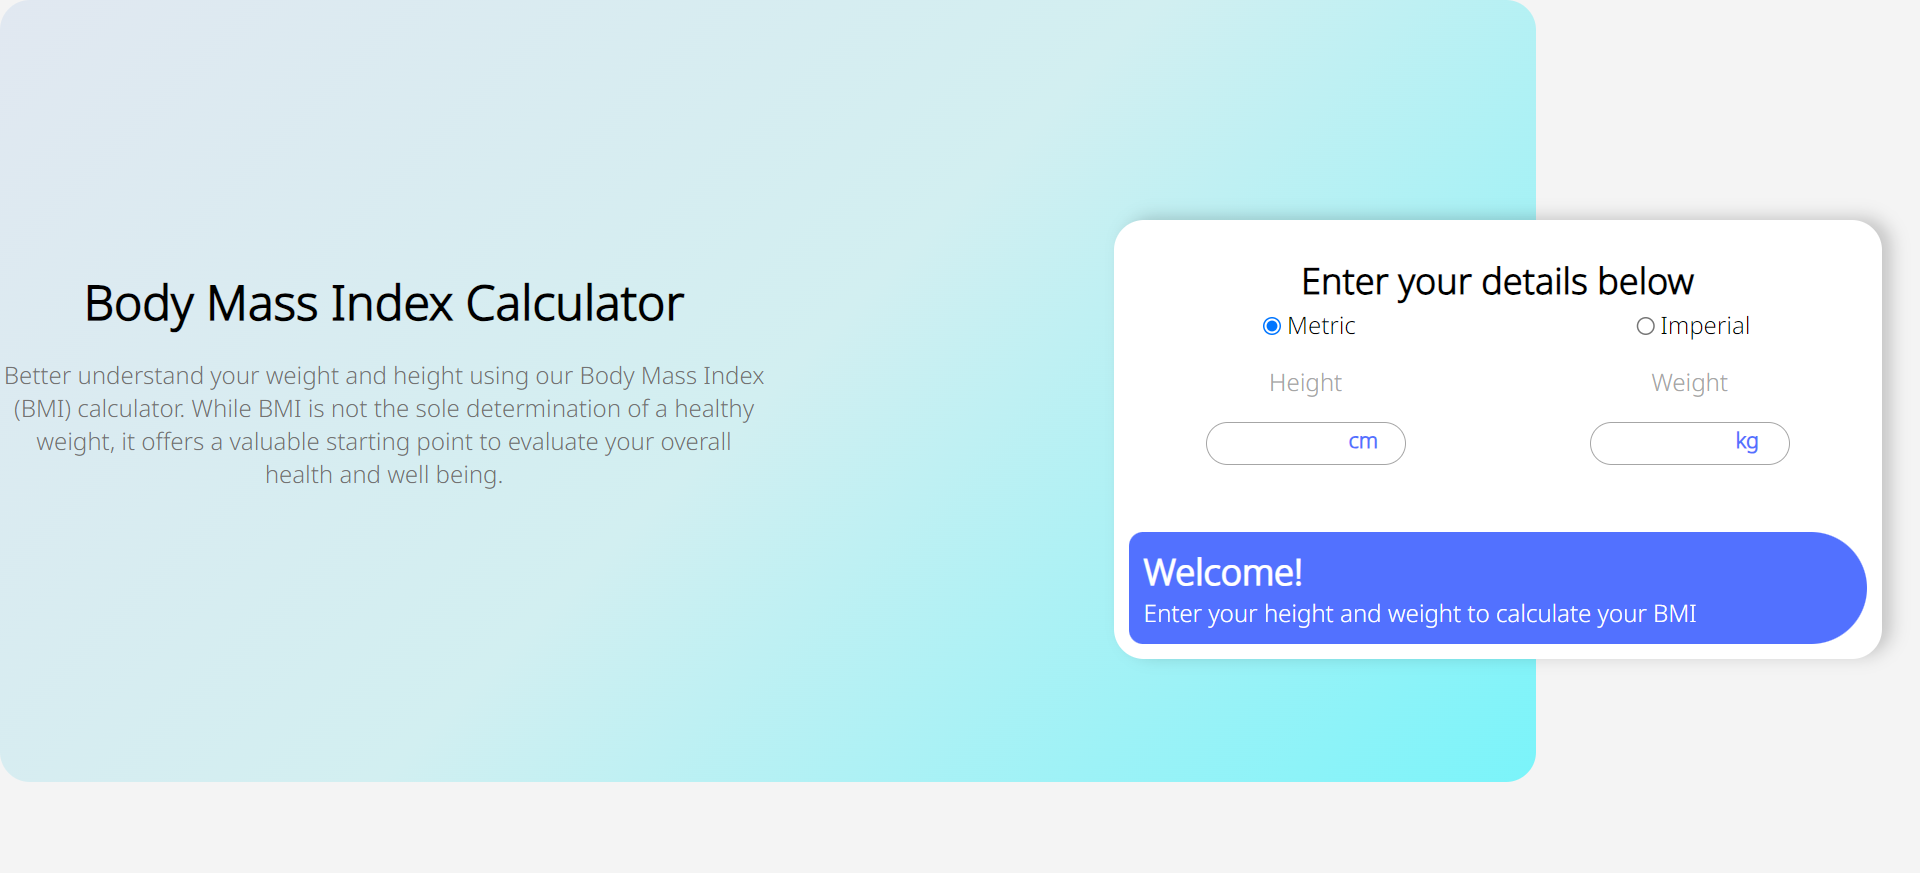 Body Mass Index Calculator
Better understand your weight and height using our Body Mass Index
(BMI) calculator. While BMI is not the sole determination of a healthy
weight, it offers a valuable starting point to evaluate your overall
health and well being.
Enter your details below
Metric Imperial
Height Weight
cm kg
Welcome!
Enter your height and weight to calculate your BMI